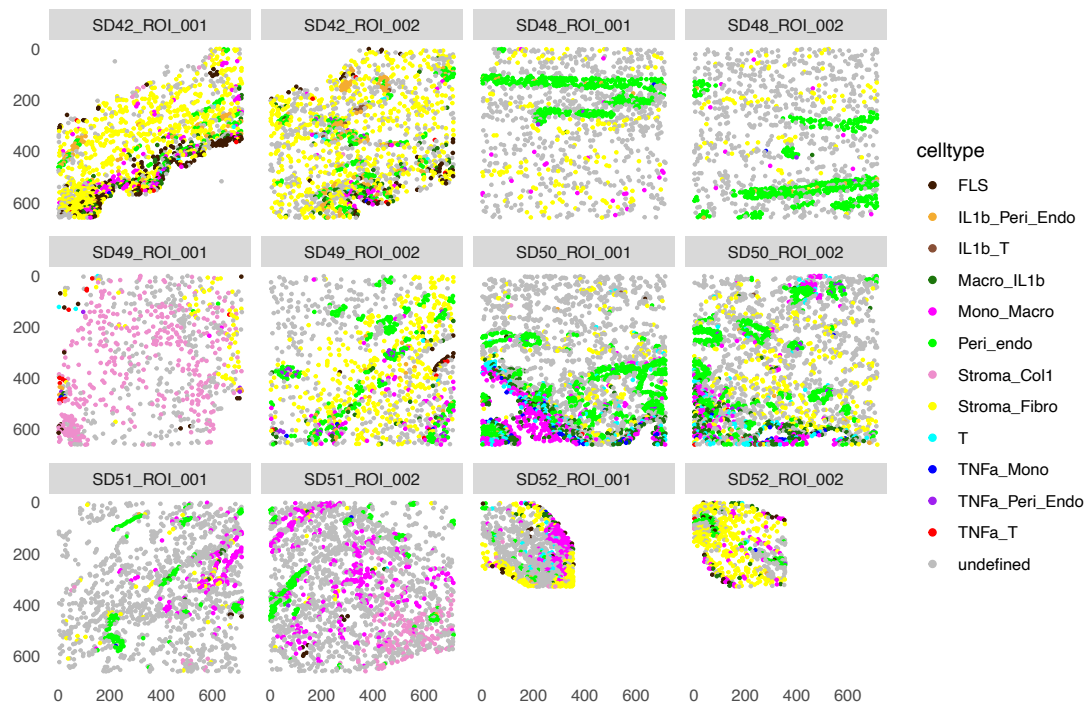 SD42_ROI_001 SD42_ROI_002 SD48_ROI_001 SD48_ROI_002
0
200
400
600
SD49_ROI_001 SD49_ROI_002 SD50_ROI_001 SD50_ROI_002
0
200
400
600
SD51_ROI_001 SD51_ROI_002 SD52_ROI_001 SD52_ROI_002
0
200
400
600
0 200 400 600 0 200 400 600 0 200 400 600 0 200 400 600
celltype
FLS
IL1b_Peri_Endo
IL1b_T
Macro_IL1b
Mono_Macro
Peri_endo
Stroma_Col1
Stroma_Fibro
T
TNFa_Mono
TNFa_Peri_Endo
TNFa_T
undefined